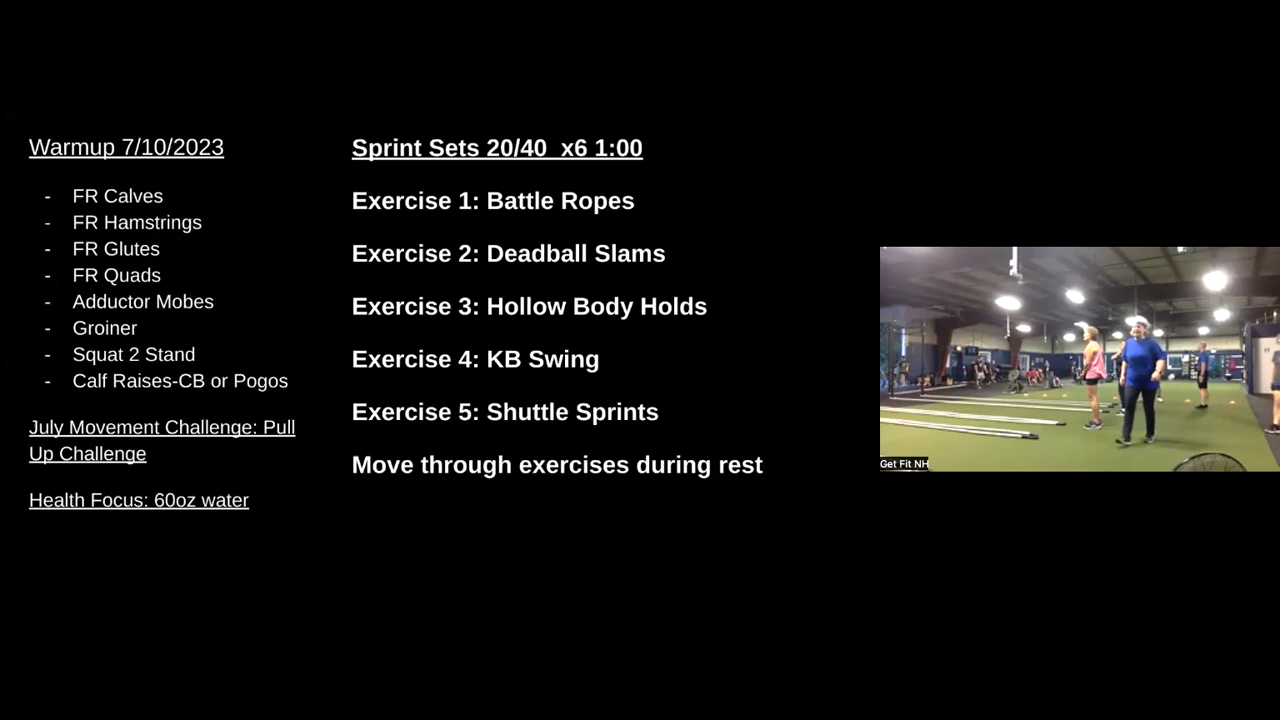 Warmup 7/10/2023
- FR Calves
- FR Hamstrings
- FR Glutes
- FR Quads
- Adductor Mobes
- Groiner
- Squat 2 Stand
- Calf Raises-CB or Pogos
July Movement Challenge: Pull
Up Challenge
Health Focus: 60oz water
Sprint Sets 20/40  x6 1:00
Exercise 1: Battle Ropes
Exercise 2: Deadball Slams
Exercise 3: Hollow Body Holds
Exercise 4: KB Swing
Exercise 5: Shuttle Sprints
Move through exercises during rest
Get Fit NH